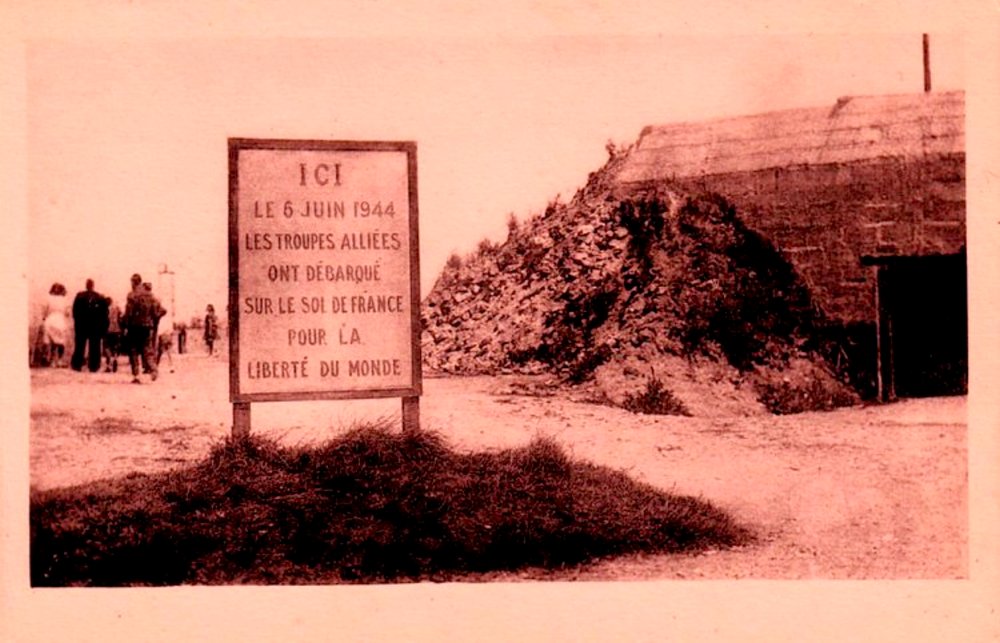 ICI
LE 6 JUIN 1944
LES TROUPES ALLIÉES
ONT DÉBARQUÉ
SUR LE SOL DE FRANCE
POUR LA
LIBERTÉ DU MONDE